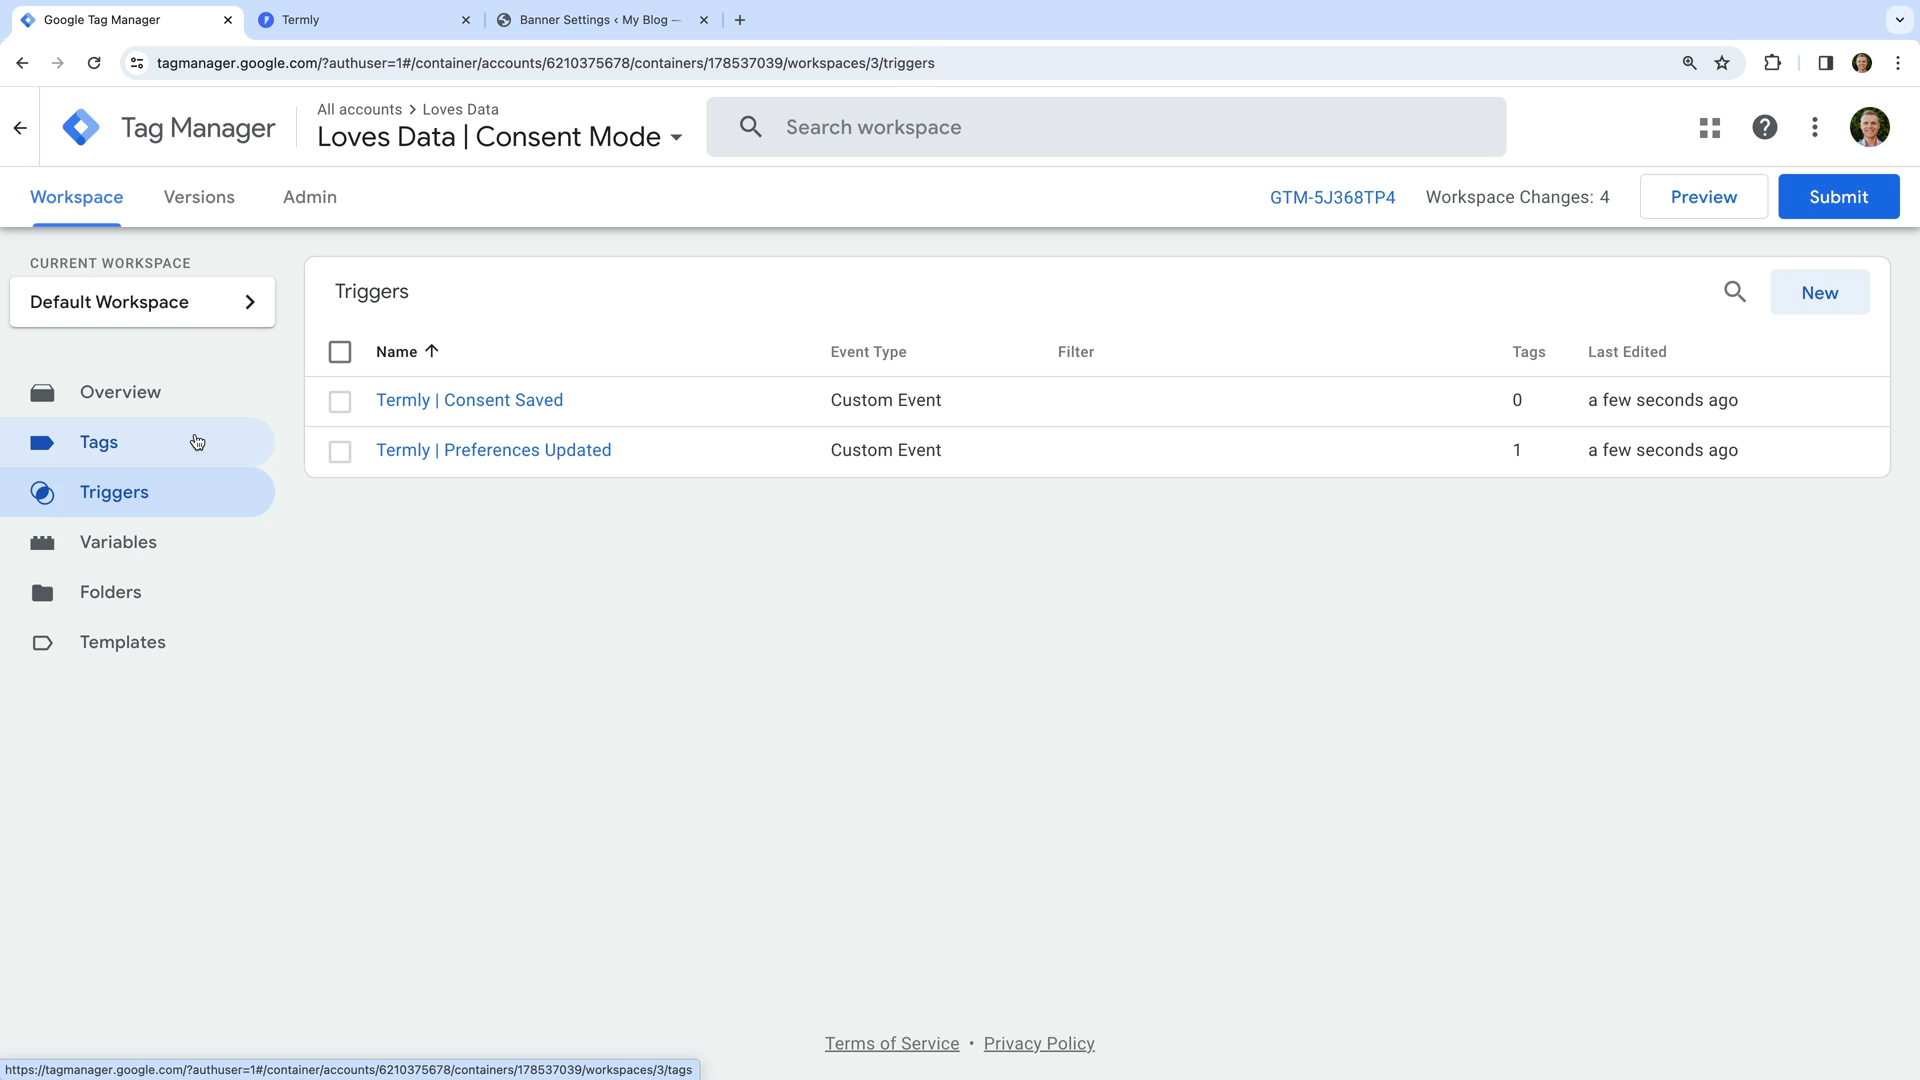 Google Tag Manager
Termly
Banner Settings ‹ My Blog —
tagmanager.google.com/?authuser=1#/container/accounts/6210375678/containers/178537039/workspaces/3/triggers
Tag Manager
All accounts > Loves Data
Loves Data | Consent Mode
Search workspace
Workspace
Versions
Admin
GTM-5J368TP4
Workspace Changes: 4
Preview
Submit
CURRENT WORKSPACE
Default Workspace
Overview
Tags
Triggers
Variables
Folders
Templates
Triggers
New
Name Event Type Filter Tags Last Edited
Termly | Consent Saved Custom Event 0 a few seconds ago
Termly | Preferences Updated Custom Event 1 a few seconds ago
Terms of Service • Privacy Policy
https://tagmanager.google.com/?authuser=1#/container/accounts/6210375678/containers/178537039/workspaces/3/tags